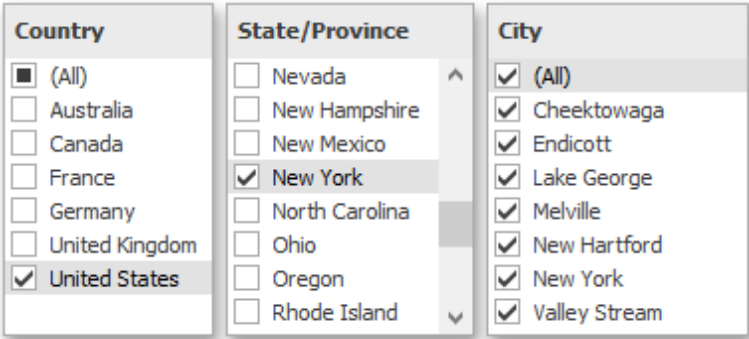 Country
(All)
Australia
Canada
France
Germany
United Kingdom
United States
State/Province
Nevada
New Hampshire
New Mexico
New York
North Carolina
Ohio
Oregon
Rhode Island
City
(All)
Cheektowaga
Endicott
Lake George
Melville
New Hartford
New York
Valley Stream